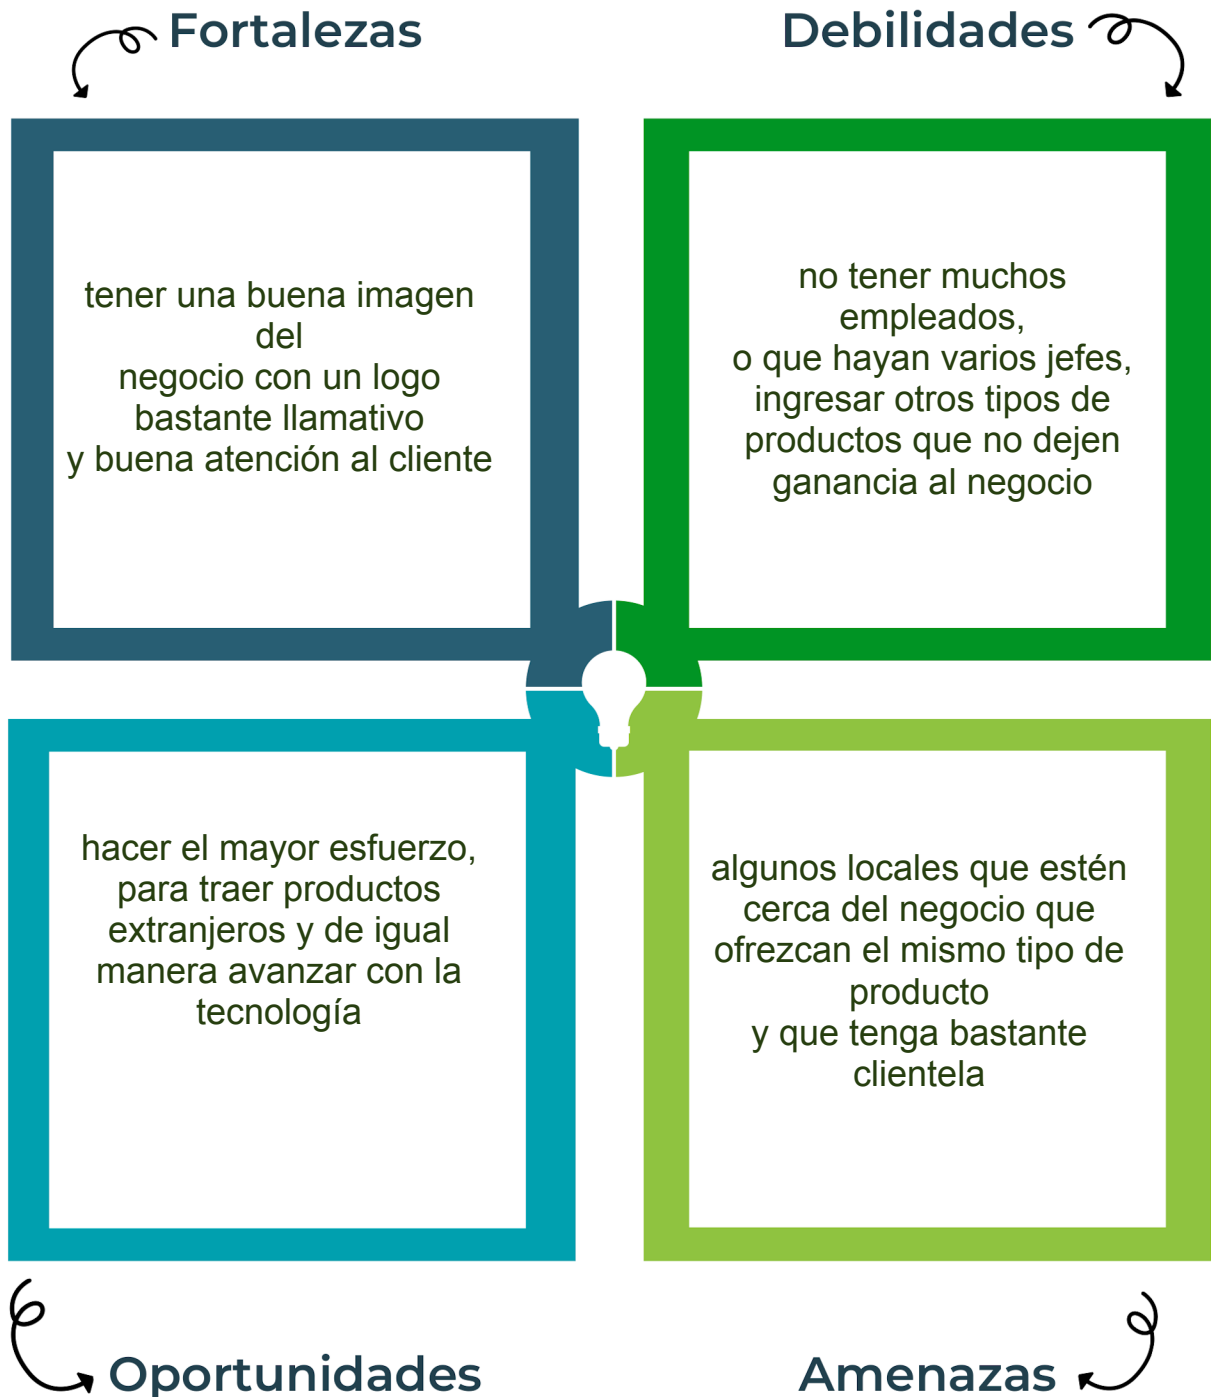 Fortalezas
Debilidades
tener una buena imagen
del
negocio con un logo
bastante llamativo
y buena atención al cliente
no tener muchos
empleados,
o que hayan varios jefes,
ingresar otros tipos de
productos que no dejen
ganancia al negocio
hacer el mayor esfuerzo,
para traer productos
extranjeros y de igual
manera avanzar con la
tecnología
algunos locales que estén
cerca del negocio que
ofrezcan el mismo tipo de
producto
y que tenga bastante
clientela
Oportunidades
Amenazas